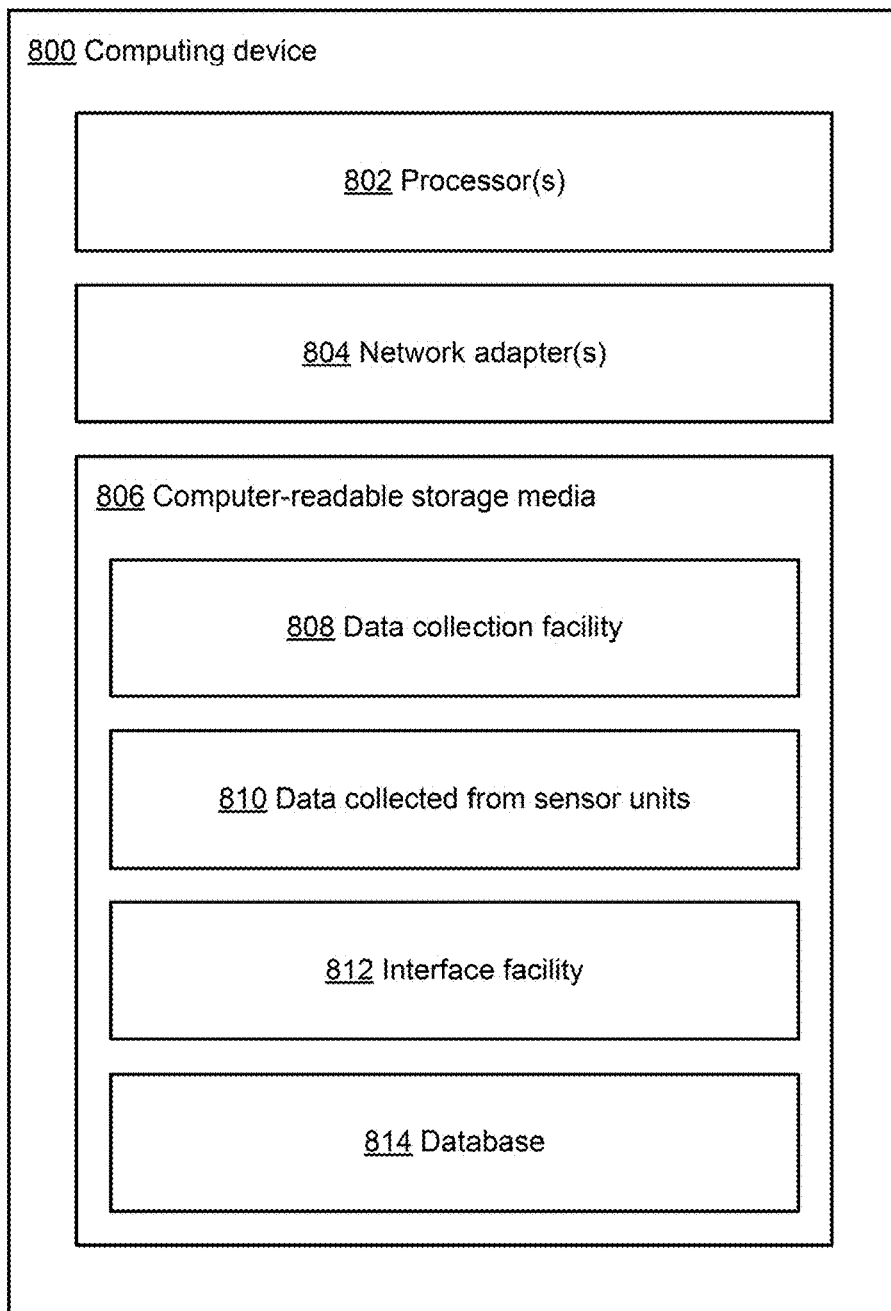 800 Computing device
802 Processor(s)
804 Network adapter(s)
806 Computer-readable storage media
808 Data collection facility
810 Data collected from sensor units
812 Interface facility
814 Database